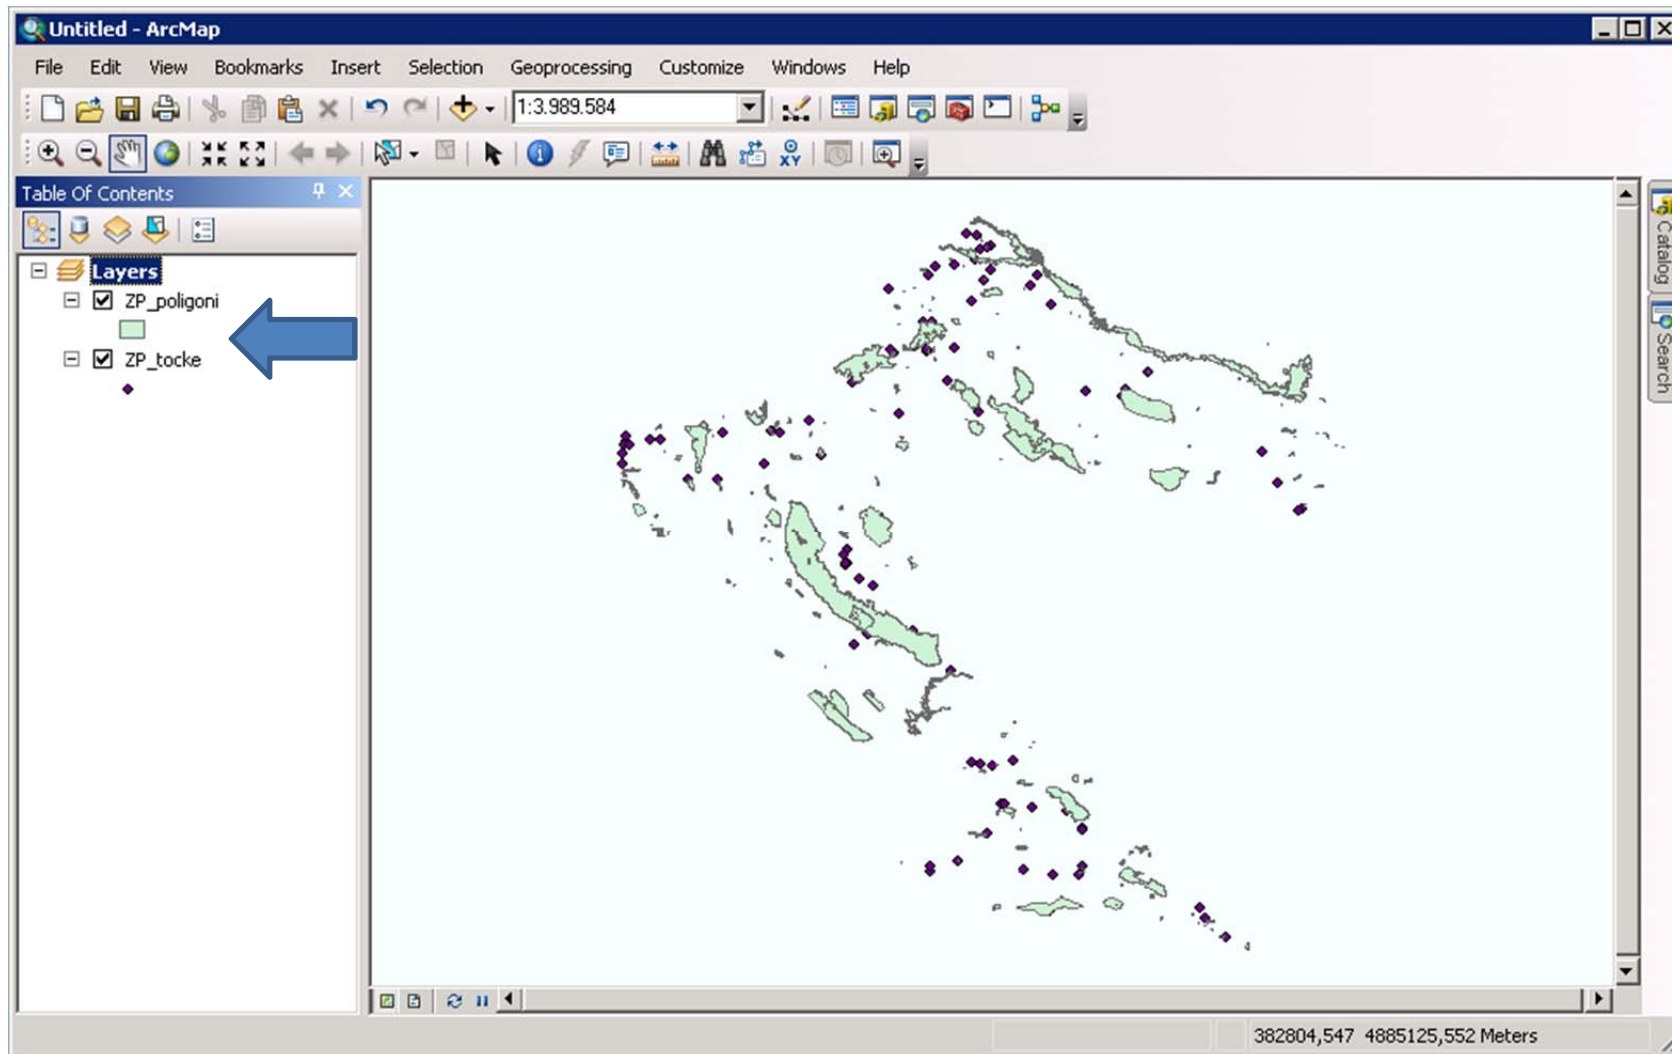 Untitled - ArcMap
File Edit View Bookmarks Insert Selection Geoprocessing Customize Windows Help
1:3.989.584
XY
Table Of Contents
Layers
ZP_poligoni
ZP_tocke
Catalog
Search
382804,547 4885125,552 Meters